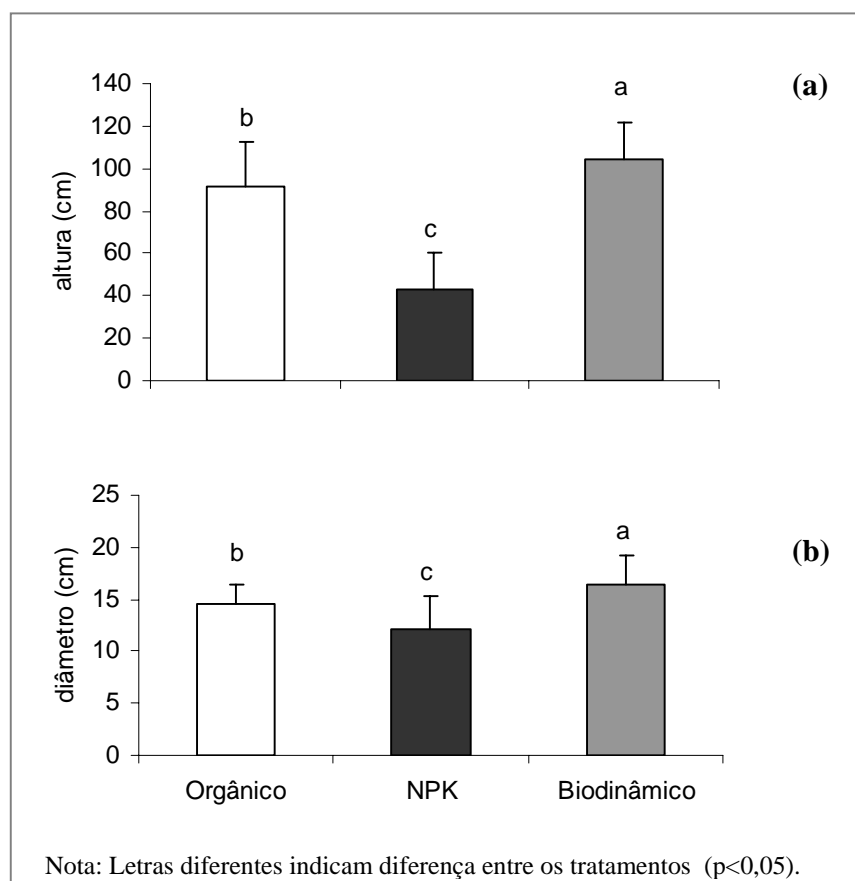 (a)
altura (cm)
140
120
100
80
60
40
20
0
b
c
a
(b)
diâmetro (cm)
25
20
15
10
5
0
b
c
a
Orgânico NPK Biodinâmico
Nota: Letras diferentes indicam diferença entre os tratamentos (p<0,05).